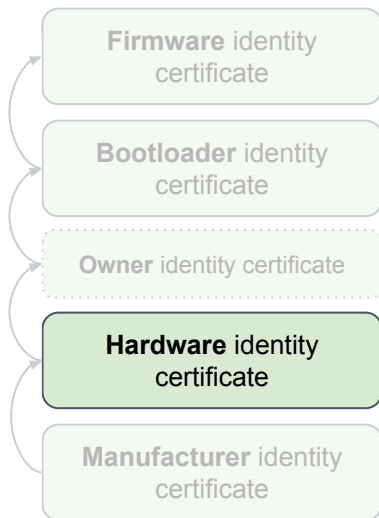 Firmware identity
certificate
Bootloader identity
certificate
Owner identity certificate
Hardware identity
certificate
Manufacturer identity
certificate